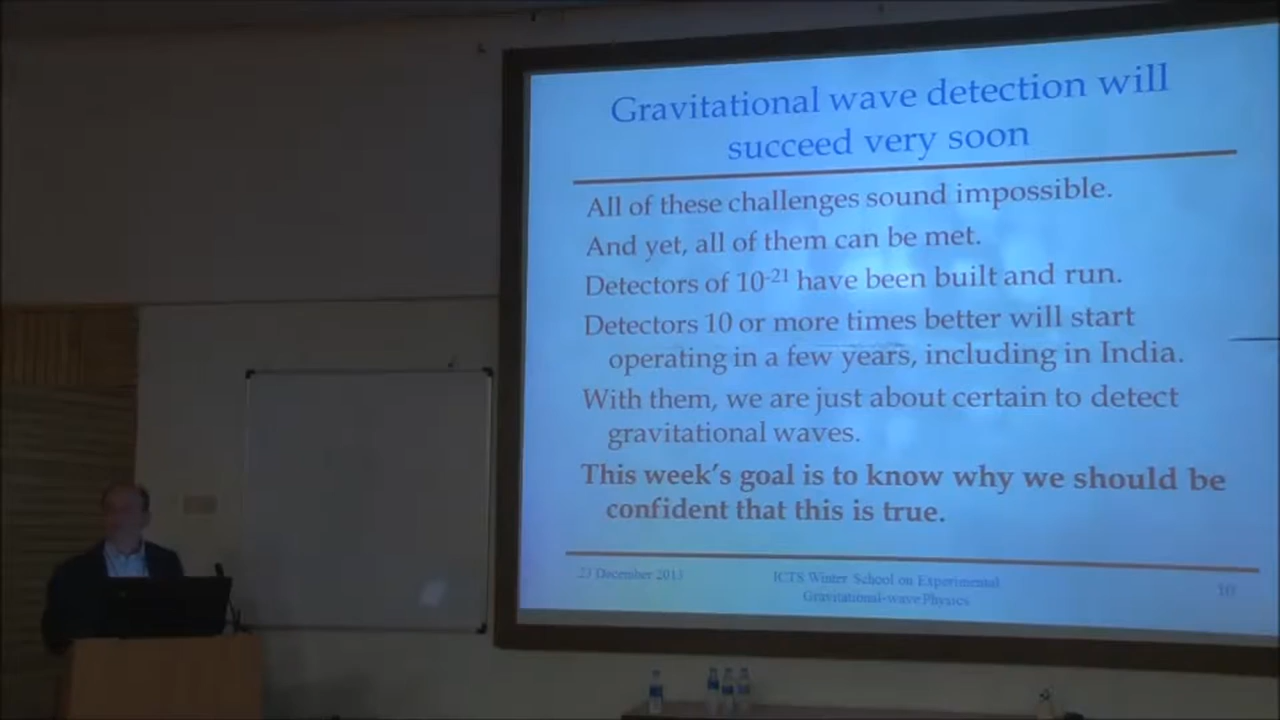 Gravitational wave detection will
succeed very soon
All of these challenges sound impossible.
And yet, all of them can be met.
Detectors of 10⁻²¹ have been built and run.
Detectors 10 or more times better will start
operating in a few years, including in India.
With them, we are just about certain to detect
gravitational waves.
This week's goal is to know why we should be
confident that this is true.
23 December 2013
ICTS Winter School on Experimental
Gravitational-wave Physics
10